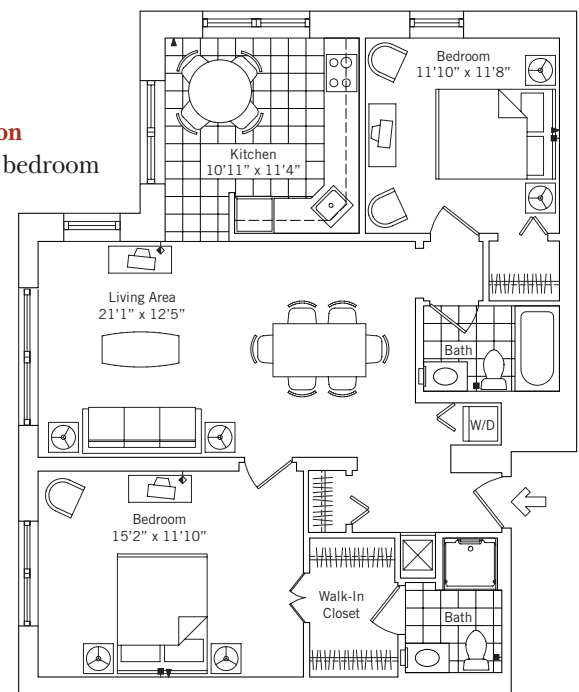 on
bedroom
Kitchen
10'11" x 11'4"
Bedroom
11'10" x 11'8"
Living Area
21'1" x 12'5"
Bath
W/D
Bedroom
15'2" x 11'10"
Walk-In
Closet
Bath